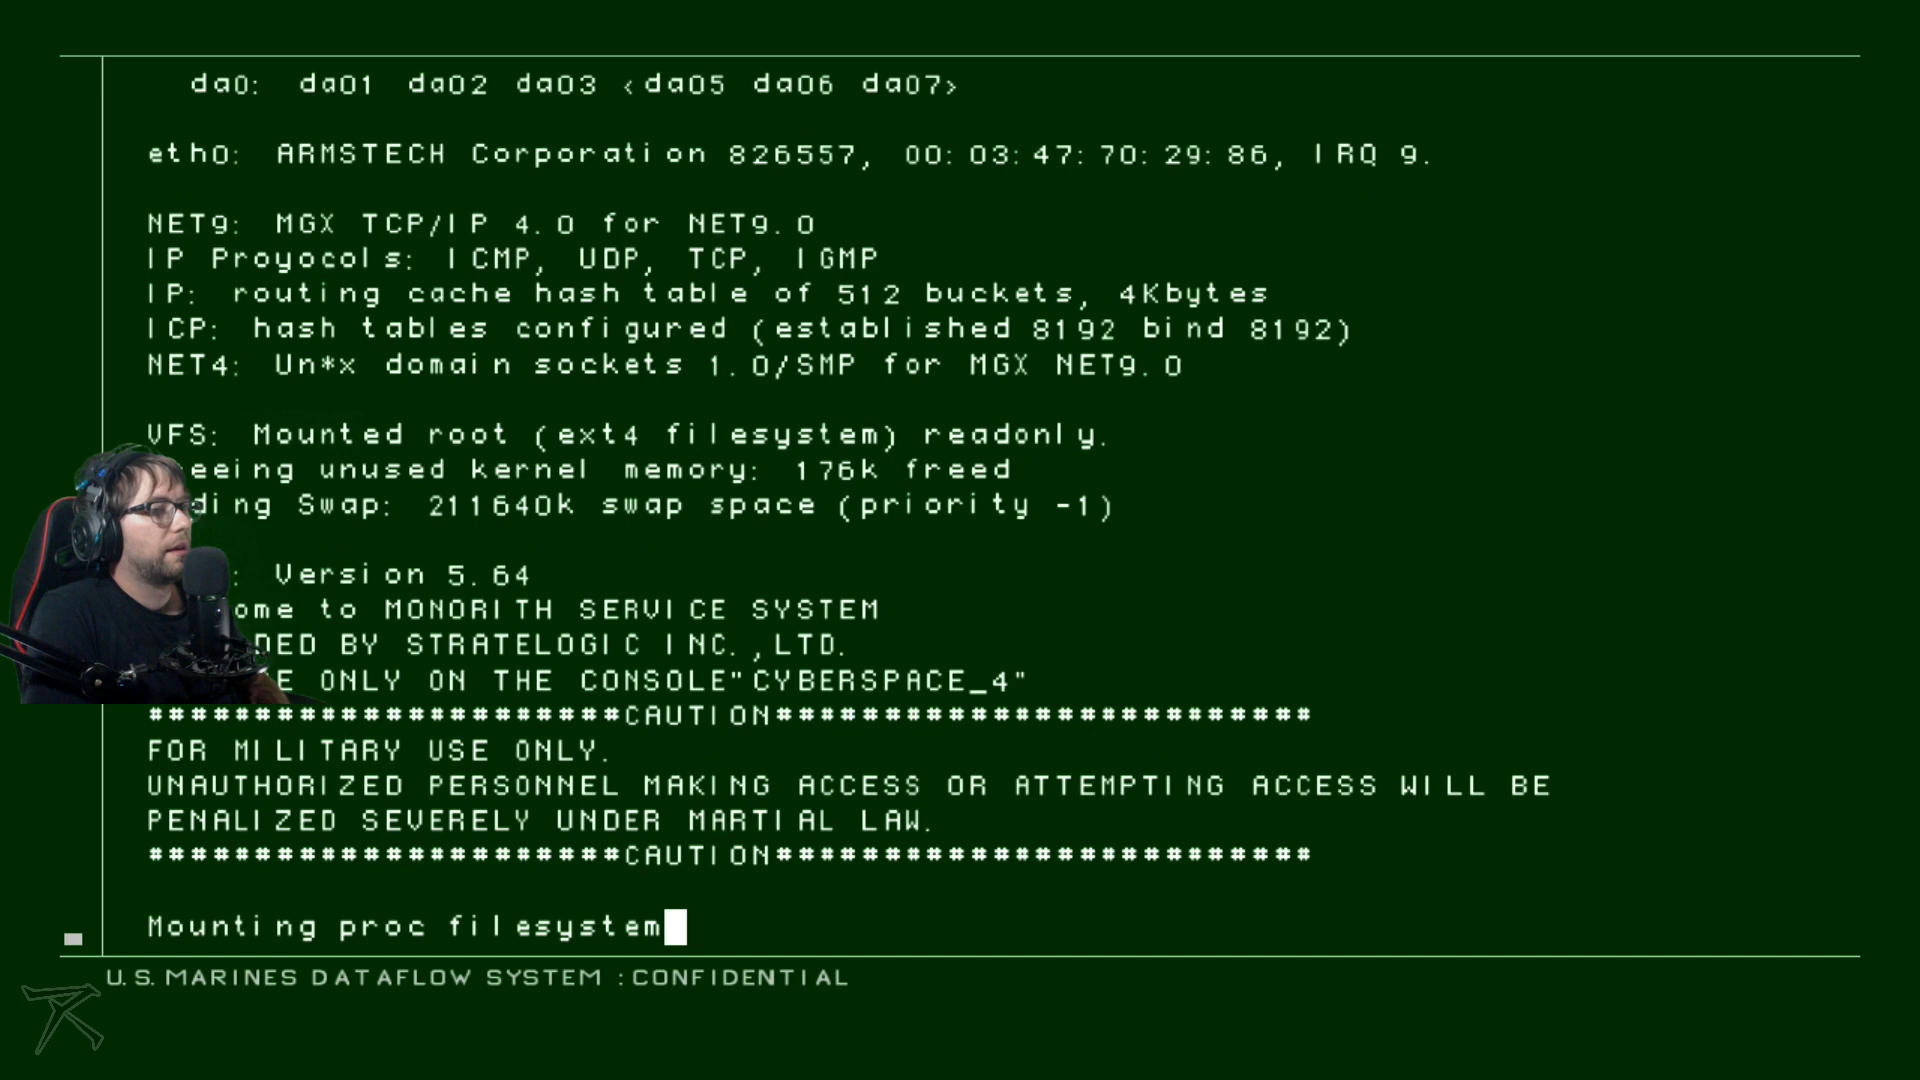 da0: da01 da02 da03 <da05 da06 da07>
eth0: ARMSTECH Corporation 826557, 00:03:47:70:29:86, IRQ 9.
NET9: MGX TCP/IP 4.0 for NET9.0
IP Proyocols: ICMP, UDP, TCP, IGMP
IP: routing cache hash table of 512 buckets, 4Kbytes
ICP: hash tables configured (established 8192 bind 8192)
NET4: Un*x domain sockets 1.0/SMP for MGX NET9.0
VFS: Mounted root (ext4 filesystem) readonly.
eeing unused kernel memory: 176k freed
ding Swap: 211640k swap space (priority -1)
: Version 5.64
ome to MONORITH SERVICE SYSTEM
DED BY STRATELOGIC INC.,LTD.
E ONLY ON THE CONSOLE"CYBERSPACE_4"
######################CAUTION#########################
FOR MILITARY USE ONLY.
UNAUTHORIZED PERSONNEL MAKING ACCESS OR ATTEMPTING ACCESS WILL BE
PENALIZED SEVERELY UNDER MARTIAL LAW.
######################CAUTION#########################
Mounting proc filesystem
U.S.MARINES DATAFLOW SYSTEM :CONFIDENTIAL